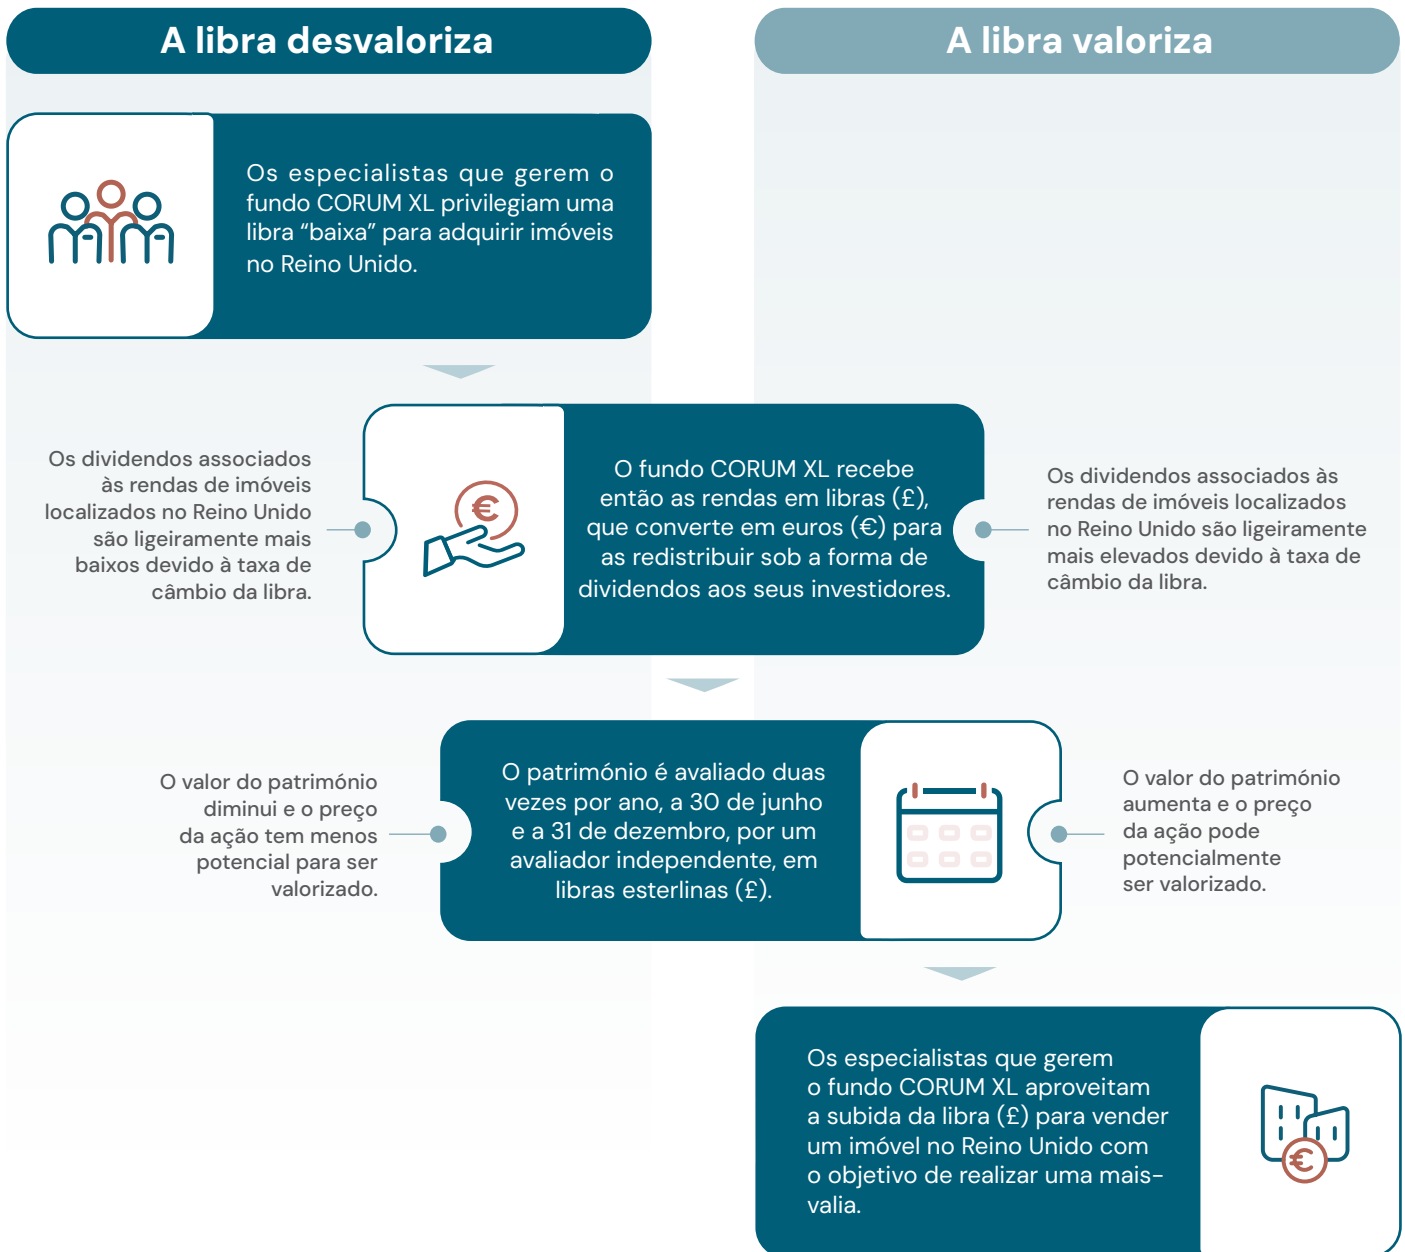 A libra desvaloriza
A libra valoriza
Os especialistas que gerem o
fundo CORUM XL privilegiam uma
libra “baixa” para adquirir imóveis
no Reino Unido.
Os dividendos associados
às rendas de imóveis
localizados no Reino Unido
são ligeiramente mais
baixos devido à taxa de
câmbio da libra.
€
O fundo CORUM XL recebe
então as rendas em libras (£),
que converte em euros (€) para
as redistribuir sob a forma de
dividendos aos seus investidores.
Os dividendos associados às
rendas de imóveis localizados
no Reino Unido são ligeiramente
mais elevados devido à taxa de
câmbio da libra.
O valor do património
diminui e o preço
da ação tem menos
potencial para ser
valorizado.
O património é avaliado duas
vezes por ano, a 30 de junho
e a 31 de dezembro, por um
avaliador independente, em
libras esterlinas (£).
O valor do património
aumenta e o preço
da ação pode
potencialmente
ser valorizado.
Os especialistas que gerem
o fundo CORUM XL aproveitam
a subida da libra (£) para vender
um imóvel no Reino Unido com
o objetivo de realizar uma mais-
valia.
€